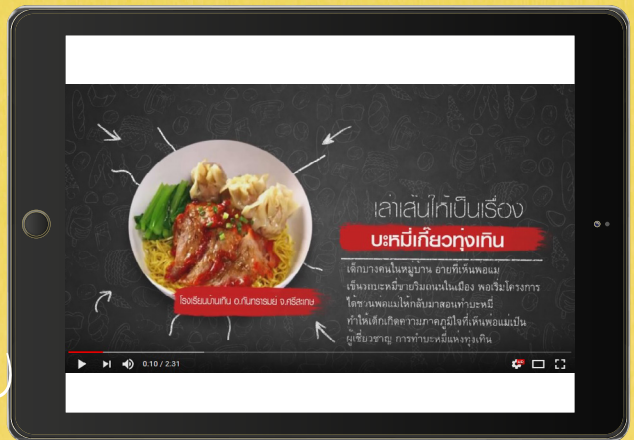 เล่าเส้นให้เป็นเรื่อง
บะหมี่เกี๊ยวทุ่งเทิน
เด็กบางคนในหมู่บ้าน อายที่เห็นพ่อแม่
เข็นรถบะหมี่ขายริมถนนในเมือง พอเริ่มโครงการ
ได้ชวนพ่อแม่ให้กลับมาสอนทำบะหมี่
ทำให้เด็กเกิดความภาคภูมิใจที่เห็นพ่อแม่เป็น
ผู้เชี่ยวชาญ การทำบะหมี่แห่งทุ่งเทิน
โรงเรียนบ้านเทิน อ.กันทรารมย์ จ.ศรีสะเกษ
0.10 / 2.31